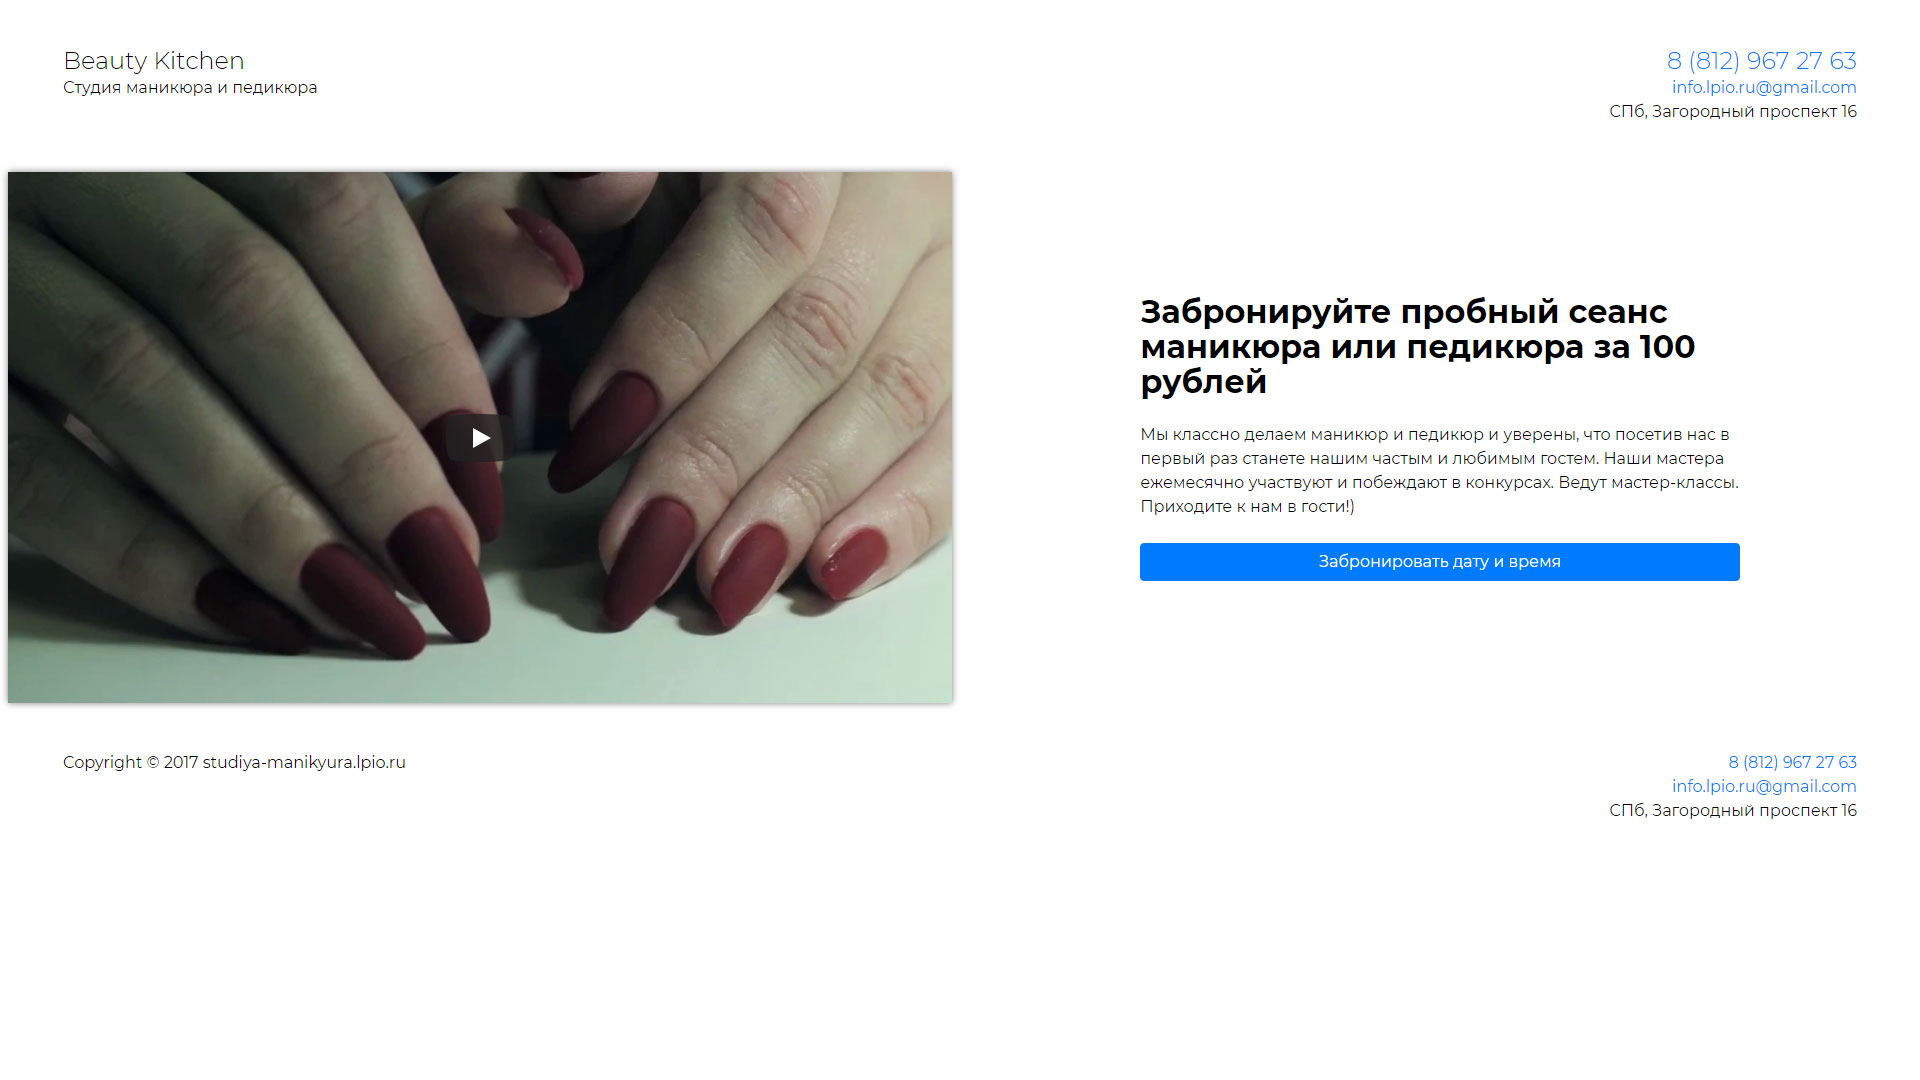 Beauty Kitchen
Студия маникюра и педикюра
8 (812) 967 27 63
info.lpio.ru@gmail.com
СПб, Загородный проспект 16
Забронируйте пробный сеанс
маникюра или педикюра за 100
рублей
Мы классно делаем маникюр и педикюр и уверены, что посетив нас в
первый раз станете нашим частым и любимым гостем. Наши мастера
ежемесячно участвуют и побеждают в конкурсах. Ведут мастер-классы.
Приходите к нам в гости!)
Забронировать дату и время
Copyright © 2017 studiya-manikyura.lpio.ru
8 (812) 967 27 63
info.lpio.ru@gmail.com
СПб, Загородный проспект 16